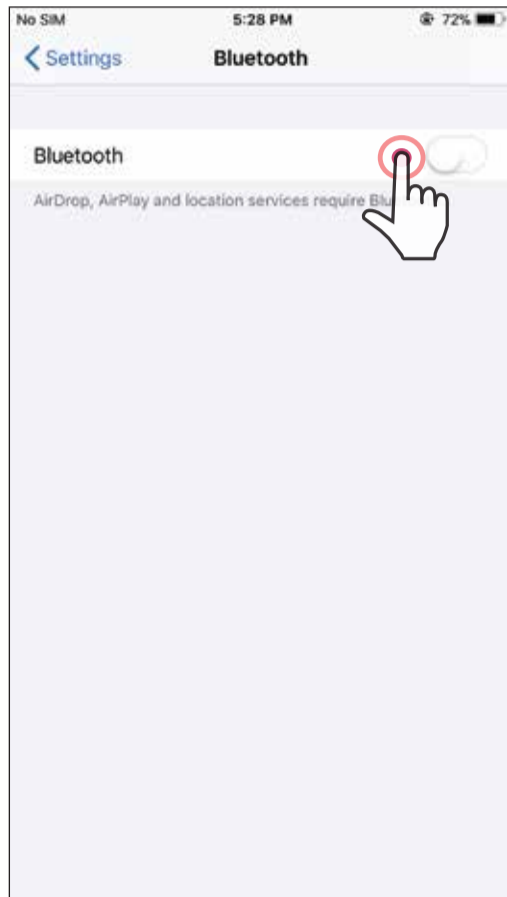 No SIM 5:28 PM 72%
Settings Bluetooth
Bluetooth
AirDrop, AirPlay and location services require